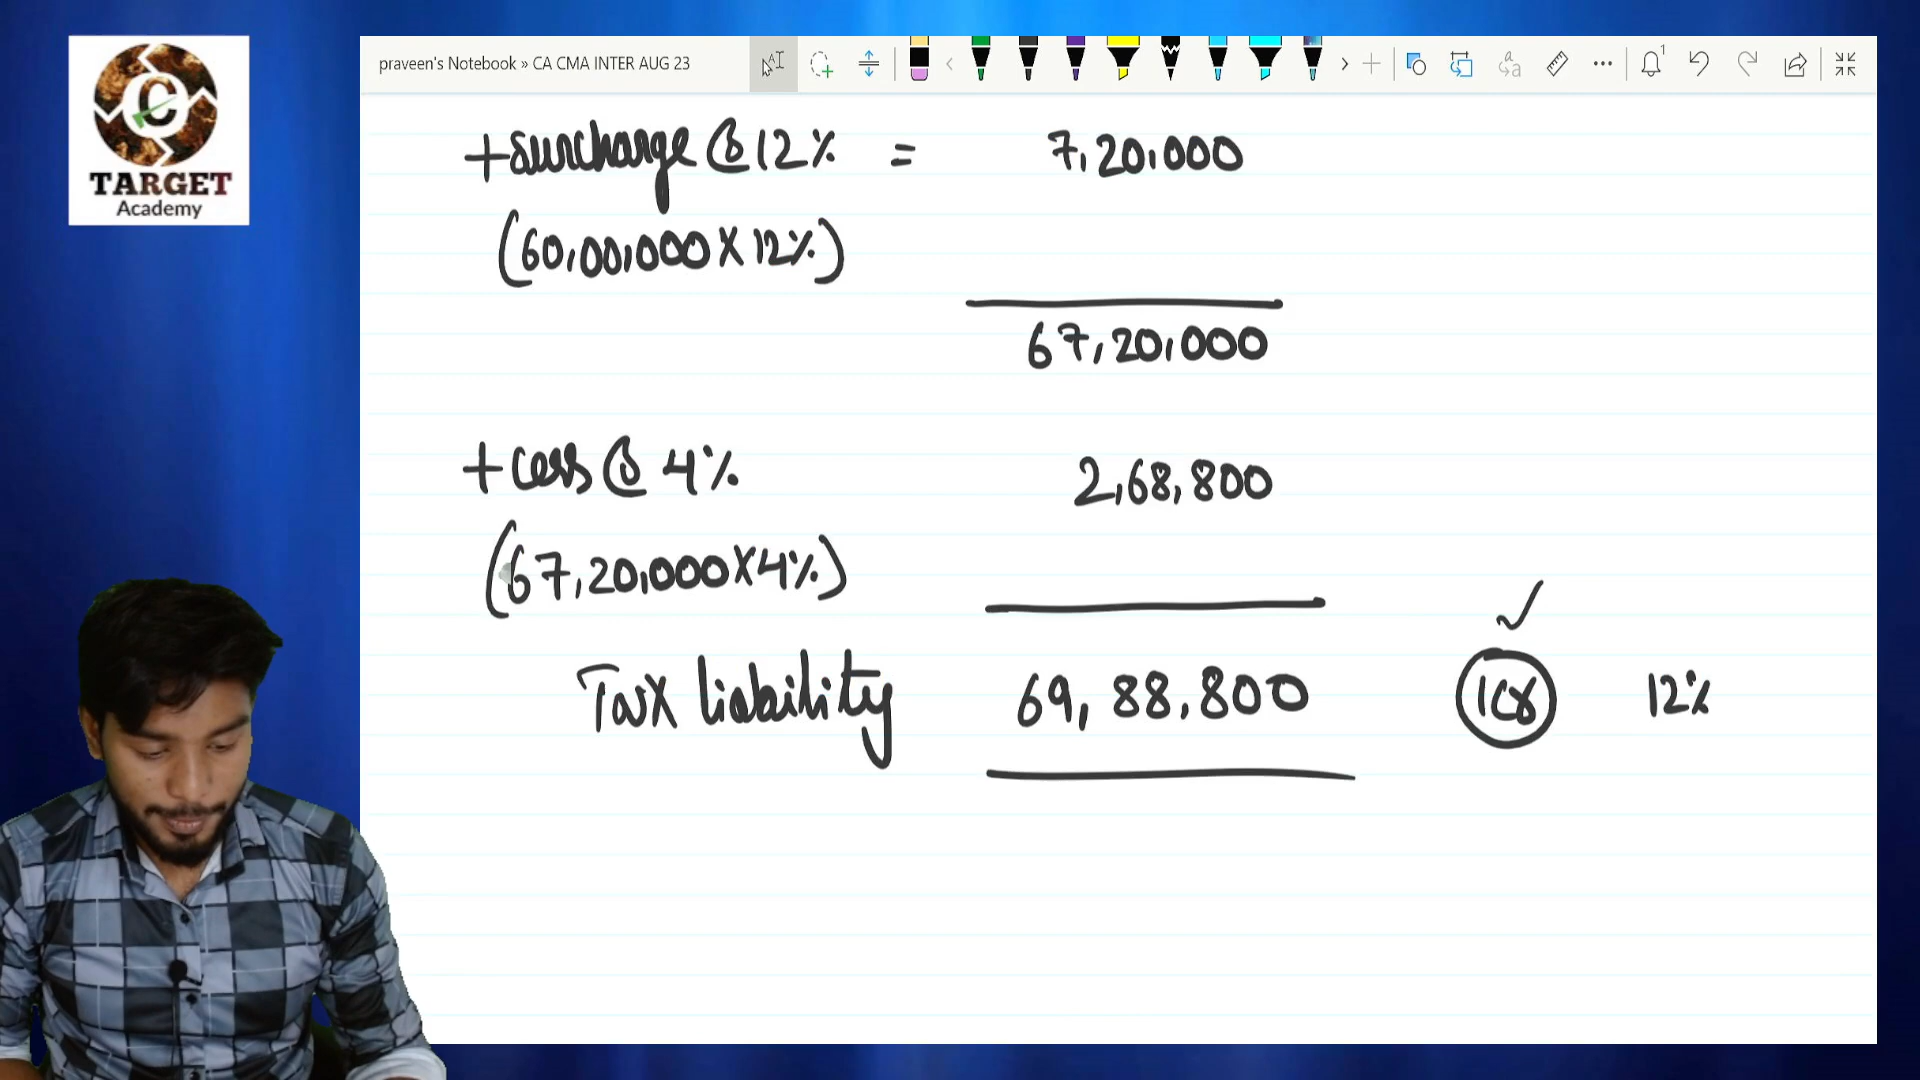 TARGET
Academy
praveen's Notebook » CA CMA INTER AUG 23
+surcharge @ 12% = 7,20,000
(60,00,000 X 12%)
67,20,000
+cess @ 4% 2,68,800
(67,20,000 X 4%)
Tax liability 69,88,800 1cr 12%